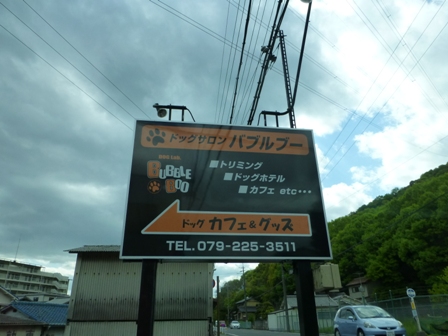 ドッグサロン バブルブー
BUBBLE
BOO
■トリミング
■ドッグホテル
■カフェ etc…
ドッグ カフェ&グッズ
TEL. 079-225-3511